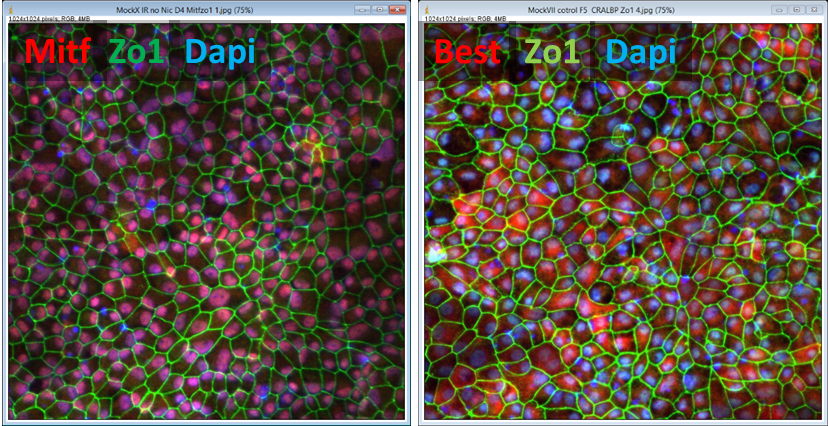 MockX IR no Nic D4 Mitfzo1 1.jpg (75%)
1024x1024 pixels; RGB; 4MB
Mitf Zo1 Dapi
MockVII cotrol F5 CRALBP Zo1 4.jpg (75%)
1024x1024 pixels; RGB; 4MB
Best Zo1 Dapi